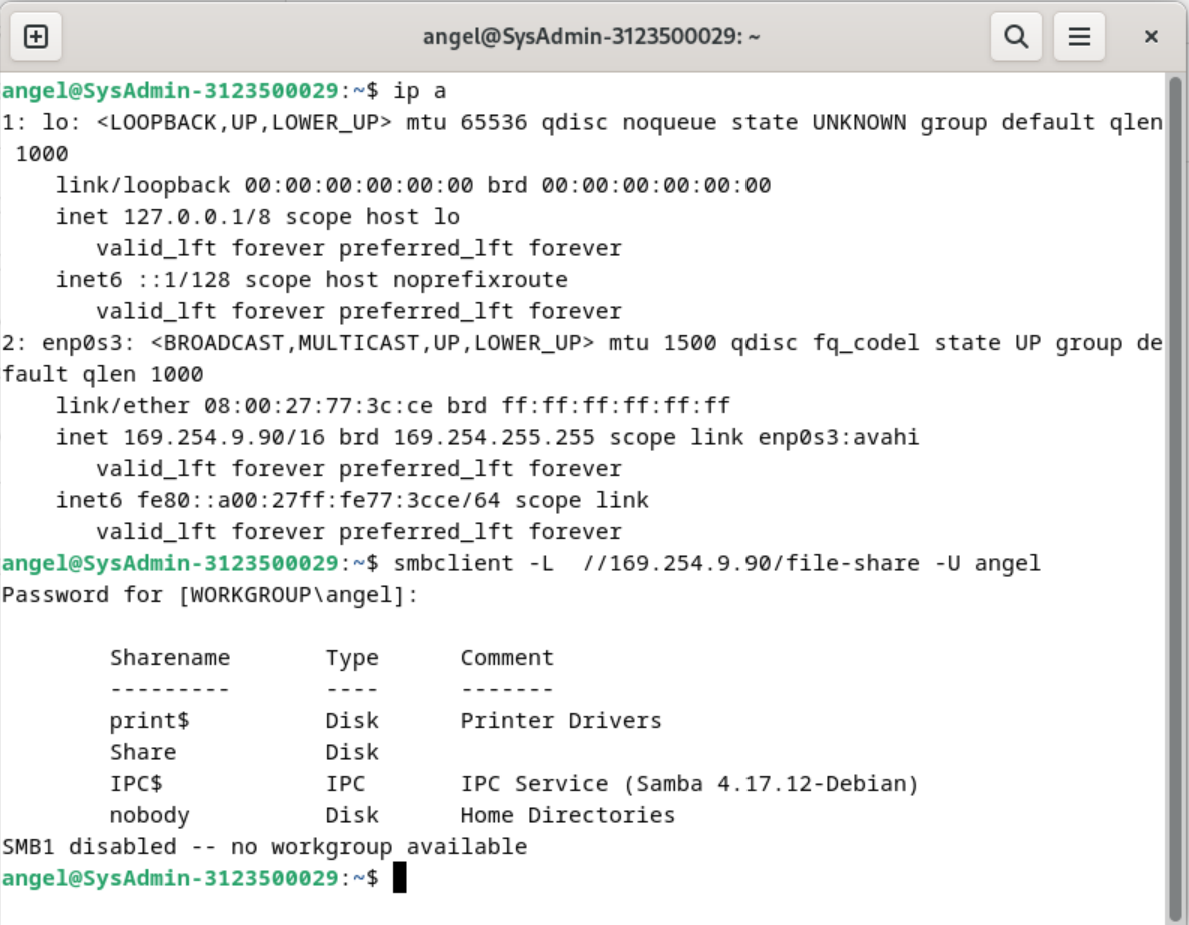 angel@SysAdmin-3123500029: ~
angel@SysAdmin-3123500029:~$ ip a
1: lo: <LOOPBACK,UP,LOWER_UP> mtu 65536 qdisc noqueue state UNKNOWN group default qlen
 1000
    link/loopback 00:00:00:00:00:00 brd 00:00:00:00:00:00
    inet 127.0.0.1/8 scope host lo
       valid_lft forever preferred_lft forever
    inet6 ::1/128 scope host noprefixroute
       valid_lft forever preferred_lft forever
2: enp0s3: <BROADCAST,MULTICAST,UP,LOWER_UP> mtu 1500 qdisc fq_codel state UP group de
fault qlen 1000
    link/ether 08:00:27:77:3c:ce brd ff:ff:ff:ff:ff:ff
    inet 169.254.9.90/16 brd 169.254.255.255 scope link enp0s3:avahi
       valid_lft forever preferred_lft forever
    inet6 fe80::a00:27ff:fe77:3cce/64 scope link
       valid_lft forever preferred_lft forever
angel@SysAdmin-3123500029:~$ smbclient -L  //169.254.9.90/file-share -U angel
Password for [WORKGROUP\angel]:

        Sharename       Type      Comment
        ---------       ----      -------
        print$          Disk      Printer Drivers
        Share           Disk
        IPC$            IPC       IPC Service (Samba 4.17.12-Debian)
        nobody          Disk      Home Directories
SMB1 disabled -- no workgroup available
angel@SysAdmin-3123500029:~$